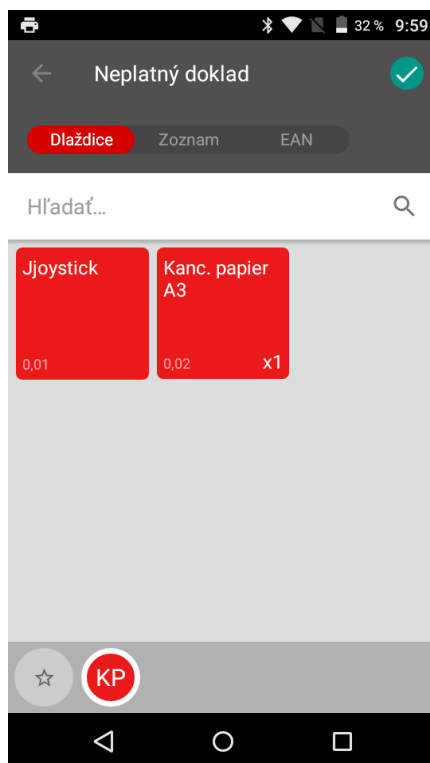 32 % 9:59
Neplatný doklad
Dlaždice Zoznam EAN
Hľadať...
Jjoystick
0,01
Kanc. papier
A3
0,02 x1
KP